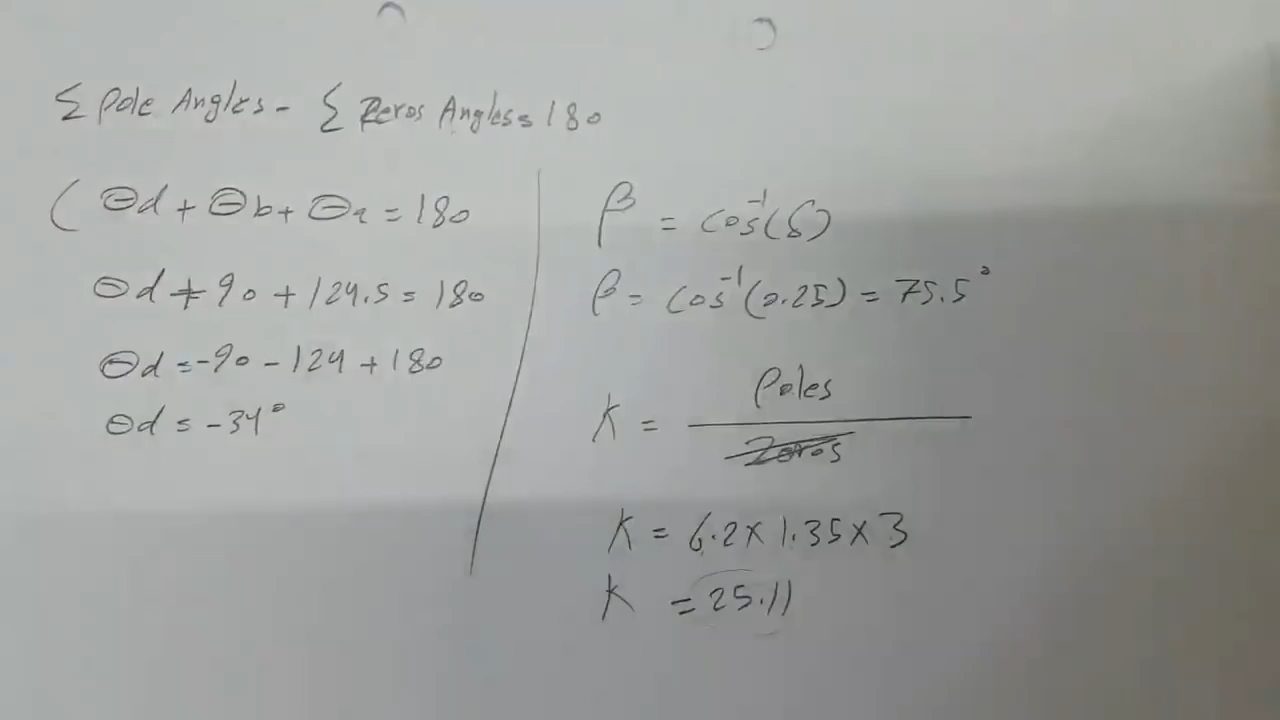 Σ Pole Angles - Σ Zeros Angles = 180
( Θd + Θb + Θa = 180
Θd + 90 + 124.5 = 180
Θd = -90 - 124 + 180
Θd = -34°
β = cos⁻¹(ς)
β = cos⁻¹(0.25) = 75.5°
K = Poles / Zeros
K = 6.2 × 1.35 × 3
K = 25.11